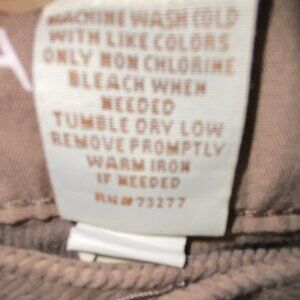 MACHINE WASH COLD
WITH LIKE COLORS
ONLY NON CHLORINE
BLEACH WHEN
NEEDED
TUMBLE DRY LOW
REMOVE PROMPTLY
WARM IRON
IF NEEDED
RN#73277